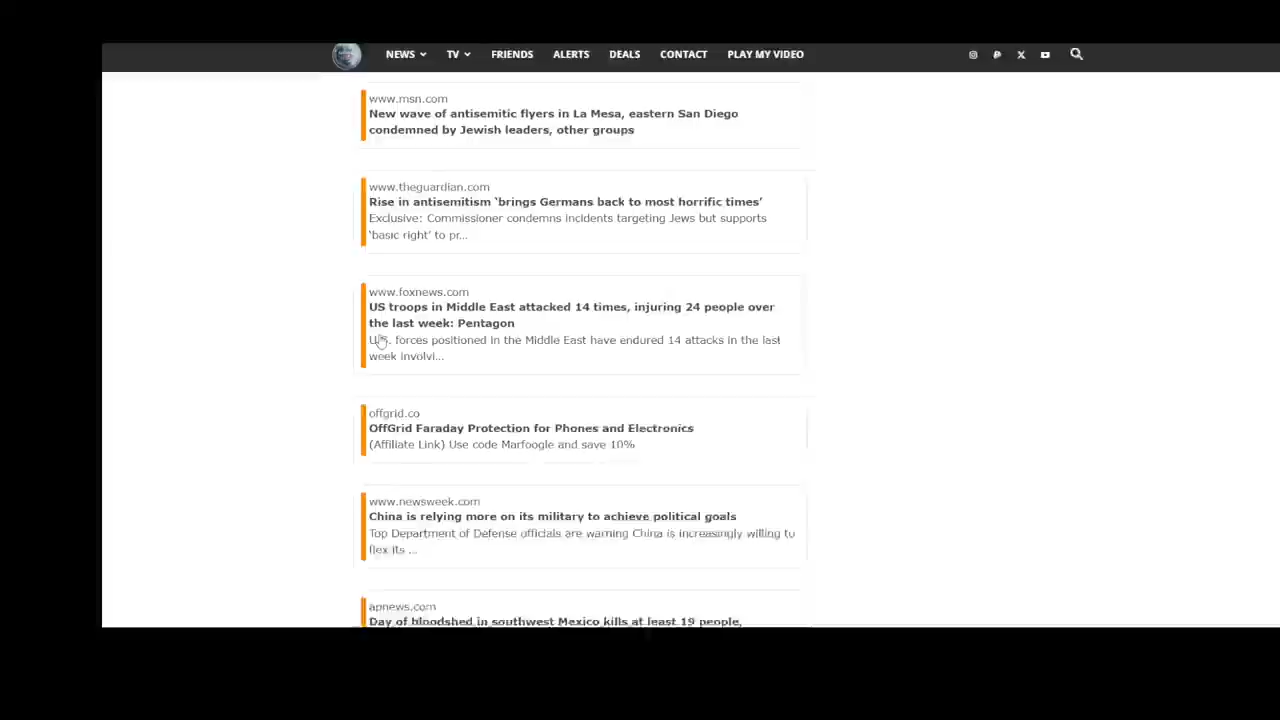 NEWS TV FRIENDS ALERTS DEALS CONTACT PLAY MY VIDEO
www.msn.com
New wave of antisemitic flyers in La Mesa, eastern San Diego
condemned by Jewish leaders, other groups
www.theguardian.com
Rise in antisemitism ‘brings Germans back to most horrific times’
Exclusive: Commissioner condemns incidents targeting Jews but supports
‘basic right’ to pr...
www.foxnews.com
US troops in Middle East attacked 14 times, injuring 24 people over
the last week: Pentagon
U.S. forces positioned in the Middle East have endured 14 attacks in the last
week involvi...
offgrid.co
OffGrid Faraday Protection for Phones and Electronics
(Affiliate Link) Use code Marfoogle and save 10%
www.newsweek.com
China is relying more on its military to achieve political goals
Top Department of Defense officials are warning China is increasingly willing to
flex its ...
apnews.com
Day of bloodshed in southwest Mexico kills at least 19 people,